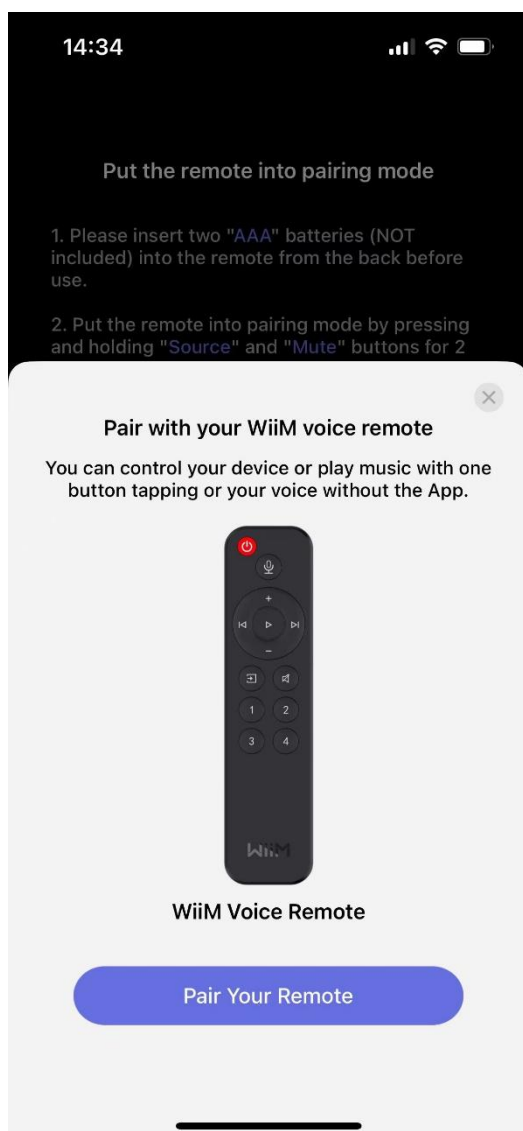 14:34
Put the remote into pairing mode
1. Please insert two "AAA" batteries (NOT
included) into the remote from the back before
use.
2. Put the remote into pairing mode by pressing
and holding "Source" and "Mute" buttons for 2
Pair with your WiiM voice remote
You can control your device or play music with one
button tapping or your voice without the App.
+
−
1 2
3 4
WiiM
WiiM Voice Remote
Pair Your Remote